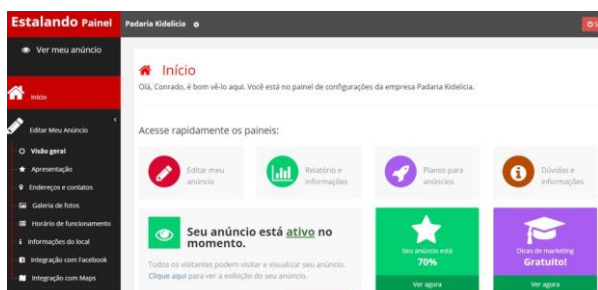 Estalando Painel
Padaria Kidelicia
Ver meu anúncio
Início
Olá, Conrado, é bom vê-lo aqui. Você está no painel de configurações da empresa Padaria Kidelicia.
Início
Editar Meu Anúncio
Visão geral
Apresentação
Endereços e contatos
Galeria de fotos
Horário de funcionamento
Informações do local
Integração com Facebook
Integração com Maps
Acesse rapidamente os paineis:
Editar meu
anúncio
Relatório e
informações
Planos para
anúncios
Dúvidas e
informações
Seu anúncio está ativo no
momento.
Todos os visitantes podem visitar e visualizar seu anúncio.
Clique aqui para ver a exibição do seu anúncio.
Seu anúncio está
70%
Ver agora
Dicas de marketing
Gratuito!
Ver agora